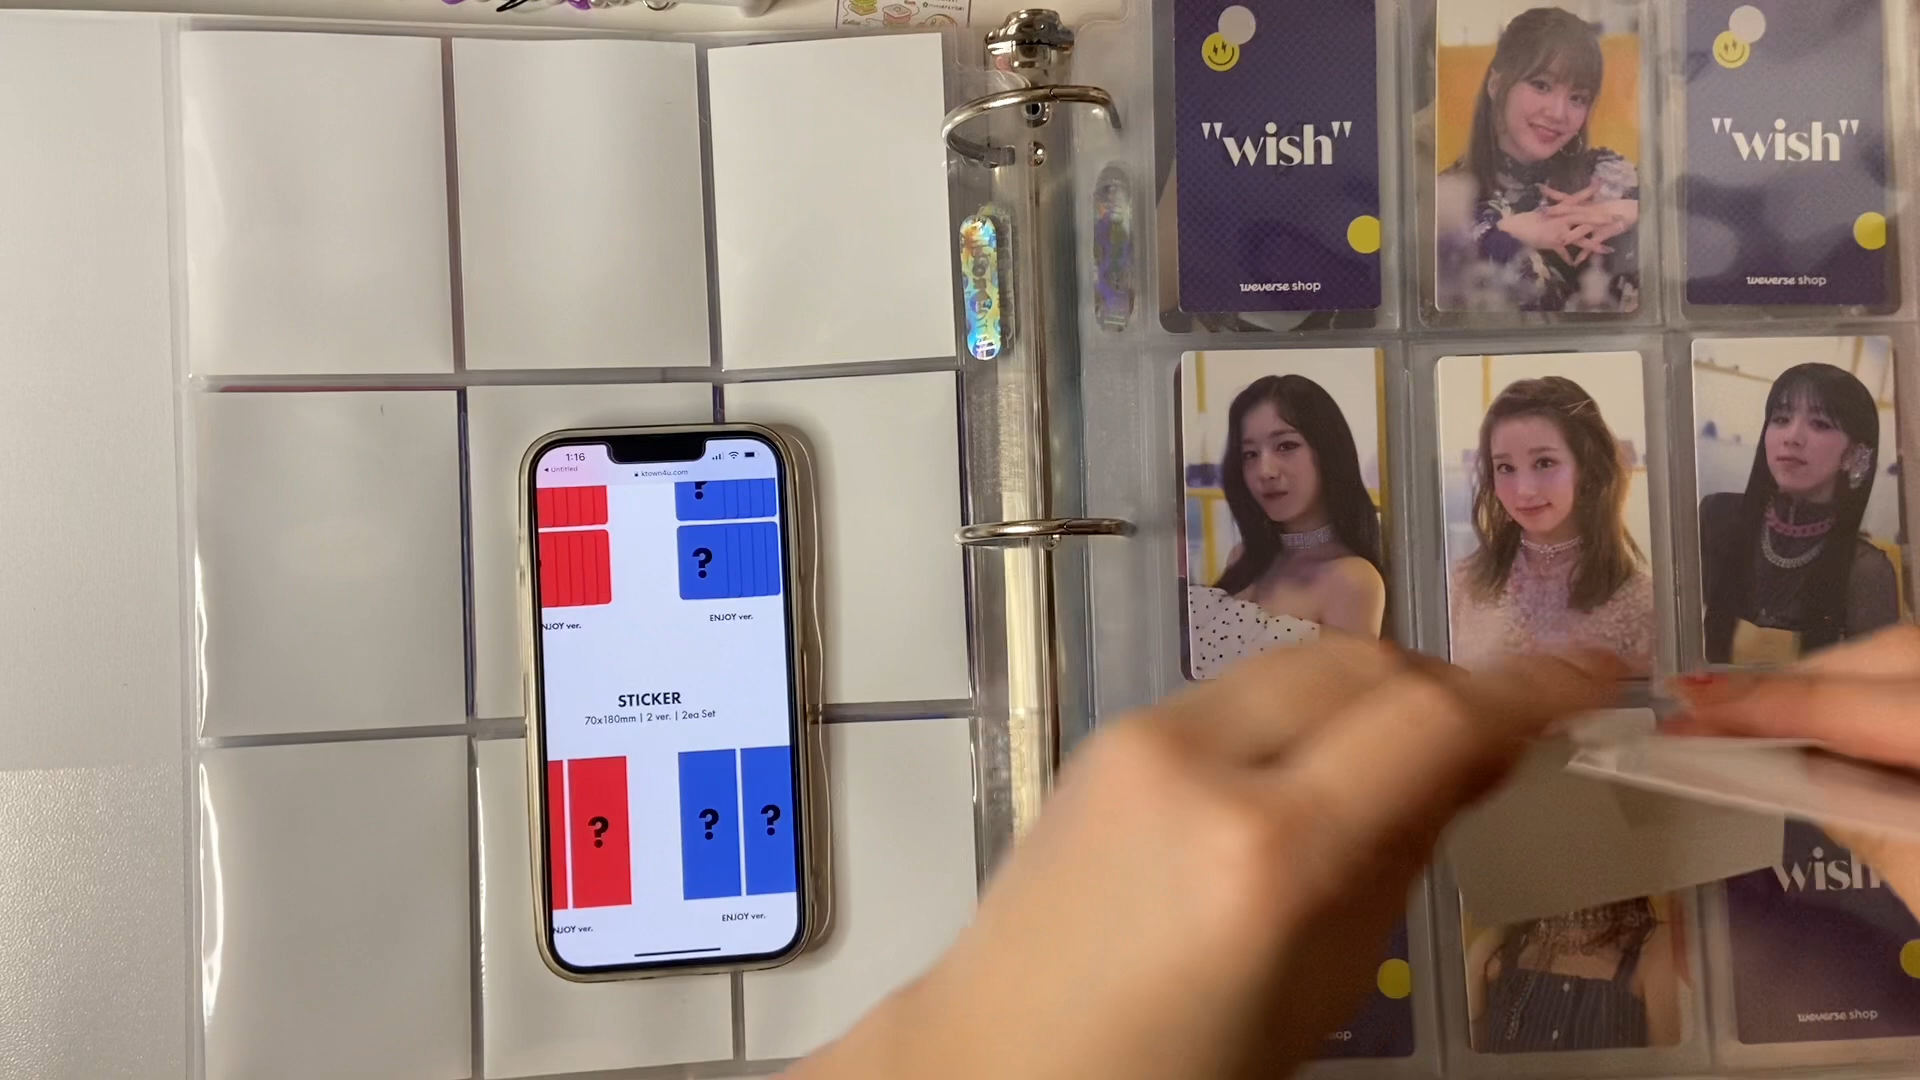 "wish"
weverse shop
"wish"
weverse shop
1:16
◀ Untitled
ktown4u.com
?
?
NJOY ver.
ENJOY ver.
STICKER
70x180mm | 2 ver. | 2ea Set
?
?
?
NJOY ver.
ENJOY ver.
wish
weverse shop